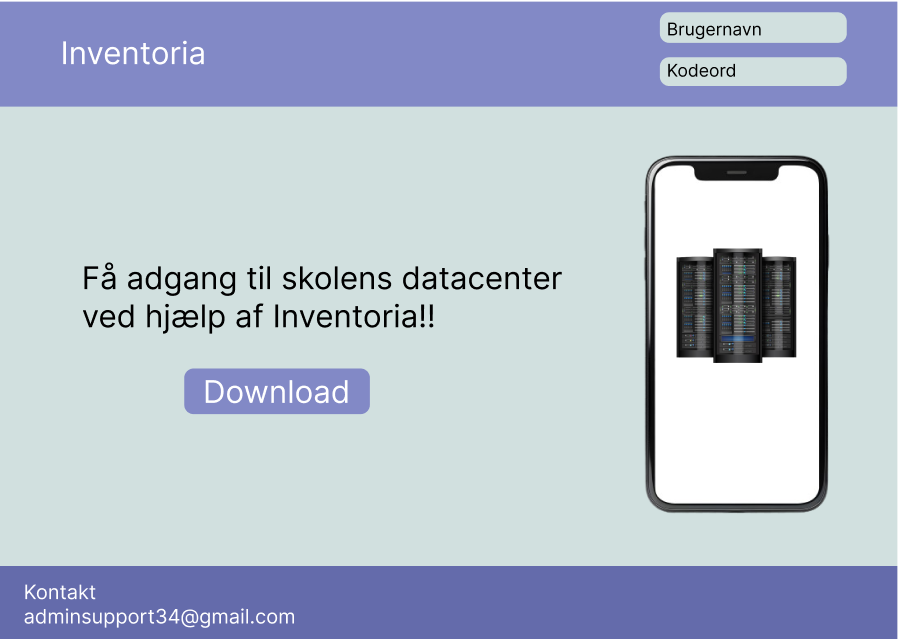 Inventoria
Brugernavn
Kodeord
Få adgang til skolens datacenter
ved hjælp af Inventoria!!
Download
Kontakt
adminsupport34@gmail.com